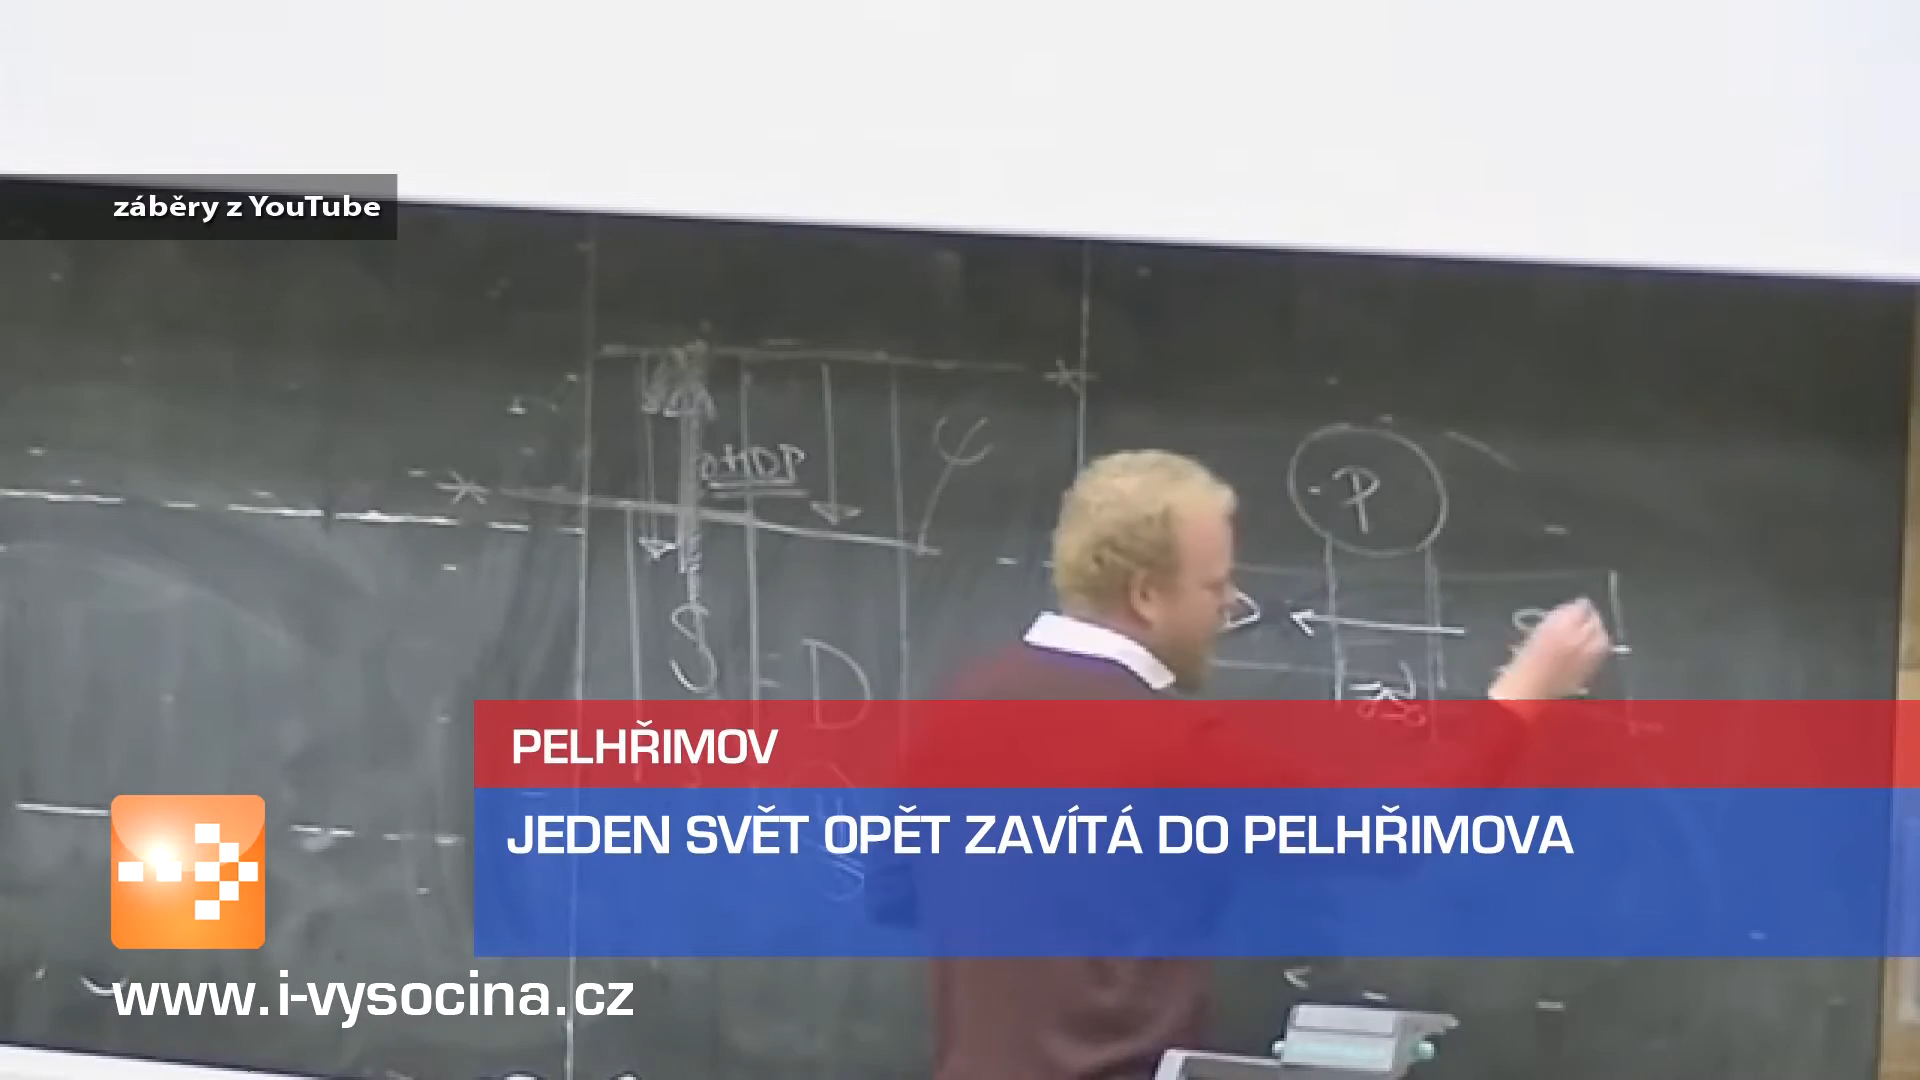 záběry z YouTube
P
S
D
PELHŘIMOV
JEDEN SVĚT OPĚT ZAVÍTÁ DO PELHŘIMOVA
www.i-vysocina.cz